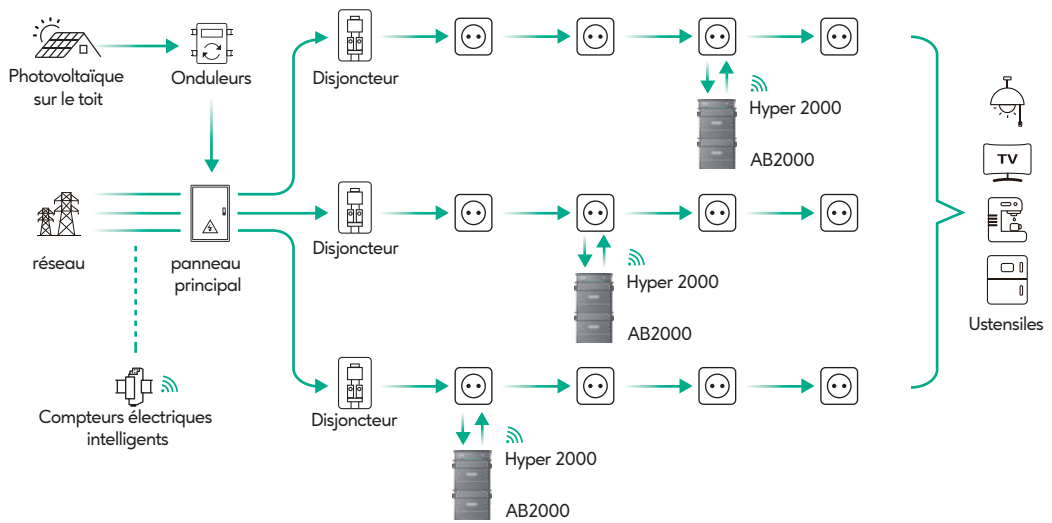 Photovoltaïque
sur le toit
Onduleurs
Disjoncteur
Hyper 2000
AB2000
TV
réseau
panneau
principal
Disjoncteur
Hyper 2000
AB2000
Ustensiles
Compteurs électriques
intelligents
Disjoncteur
Hyper 2000
AB2000